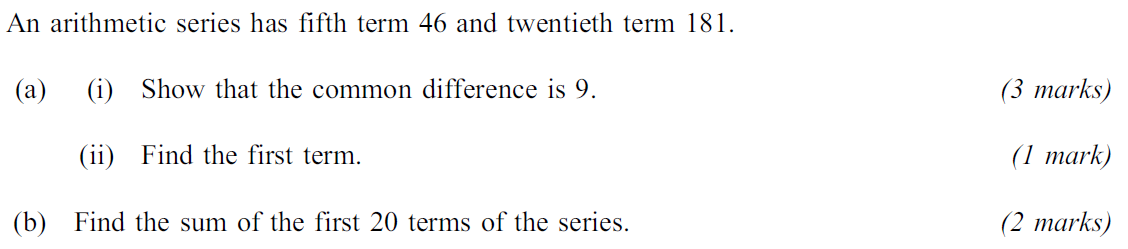 An arithmetic series has fifth term 46 and twentieth term 181.
(a) (i) Show that the common difference is 9. (3 marks)
(ii) Find the first term. (1 mark)
(b) Find the sum of the first 20 terms of the series. (2 marks)